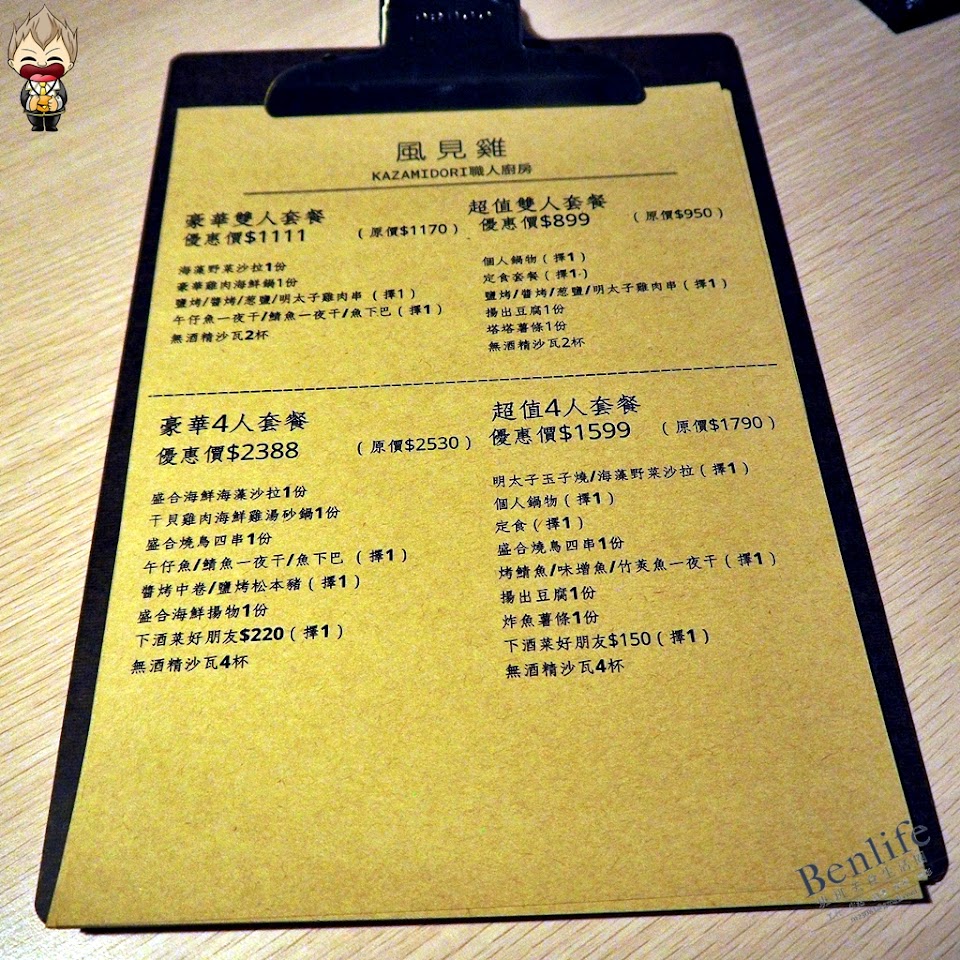 風見雞
KAZAMIDORI職人廚房
豪華雙人套餐
優惠價$1111 (原價$1170)
海藻野菜沙拉1份
豪華雞肉海鮮鍋1份
鹽烤/醬烤/葱鹽/明太子雞肉串(擇1)
午仔魚一夜干/鯖魚一夜干/魚下巴(擇1)
無酒精沙瓦2杯
超值雙人套餐
優惠價$899 (原價$950)
個人鍋物(擇1)
定食套餐(擇1)
鹽烤/醬烤/葱鹽/明太子雞肉串(擇1)
揚出豆腐1份
塔塔薯條1份
無酒精沙瓦2杯
豪華4人套餐
優惠價$2388 (原價$2530)
盛合海鮮海藻沙拉1份
干貝雞肉海鮮雞湯砂鍋1份
盛合燒鳥四串1份
午仔魚/鯖魚一夜干/魚下巴 (擇1)
醬烤中卷/鹽烤松本豬(擇1)
盛合海鮮揚物1份
下酒菜好朋友$220(擇1)
無酒精沙瓦4杯
超值4人套餐
優惠價$1599 (原價$1790)
明太子玉子燒/海藻野菜沙拉(擇1)
個人鍋物(擇1)
定食(擇1)
盛合燒鳥四串1份
烤鯖魚/味增魚/竹莢魚一夜干(擇1)
揚出豆腐1份
炸魚薯條1份
下酒菜好朋友$150(擇1)
無酒精沙瓦4杯
Benlife